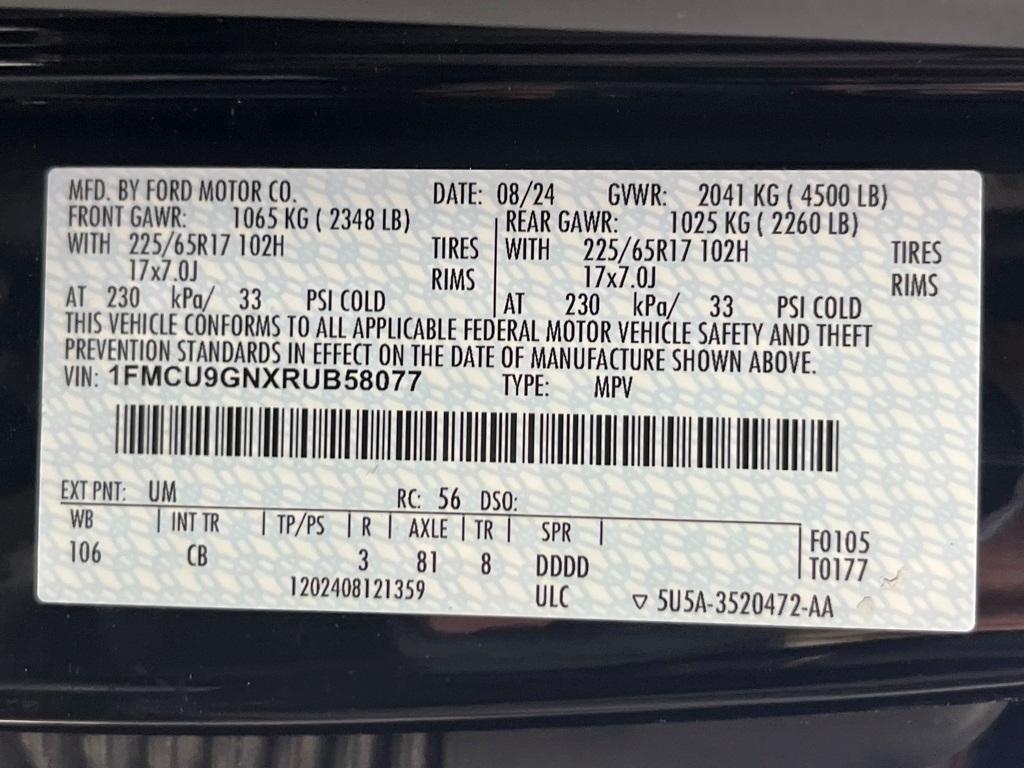 MFD. BY FORD MOTOR CO. DATE: 08/24 GVWR: 2041 KG ( 4500 LB)
FRONT GAWR: 1065 KG ( 2348 LB) REAR GAWR: 1025 KG ( 2260 LB)
WITH 225/65R17 102H TIRES WITH 225/65R17 102H TIRES
17x7.0J RIMS 17x7.0J RIMS
AT 230 kPa/ 33 PSI COLD AT 230 kPa/ 33 PSI COLD
THIS VEHICLE CONFORMS TO ALL APPLICABLE FEDERAL MOTOR VEHICLE SAFETY AND THEFT
PREVENTION STANDARDS IN EFFECT ON THE DATE OF MANUFACTURE SHOWN ABOVE.
VIN: 1FMCU9GNXRUB58077 TYPE: MPV
EXT PNT: UM RC: 56 DSO:
WB INT TR TP/PS R AXLE TR SPR F0105
106 CB 3 81 8 DDDD T0177
1202408121359 ULC ▽ 5U5A-3520472-AA